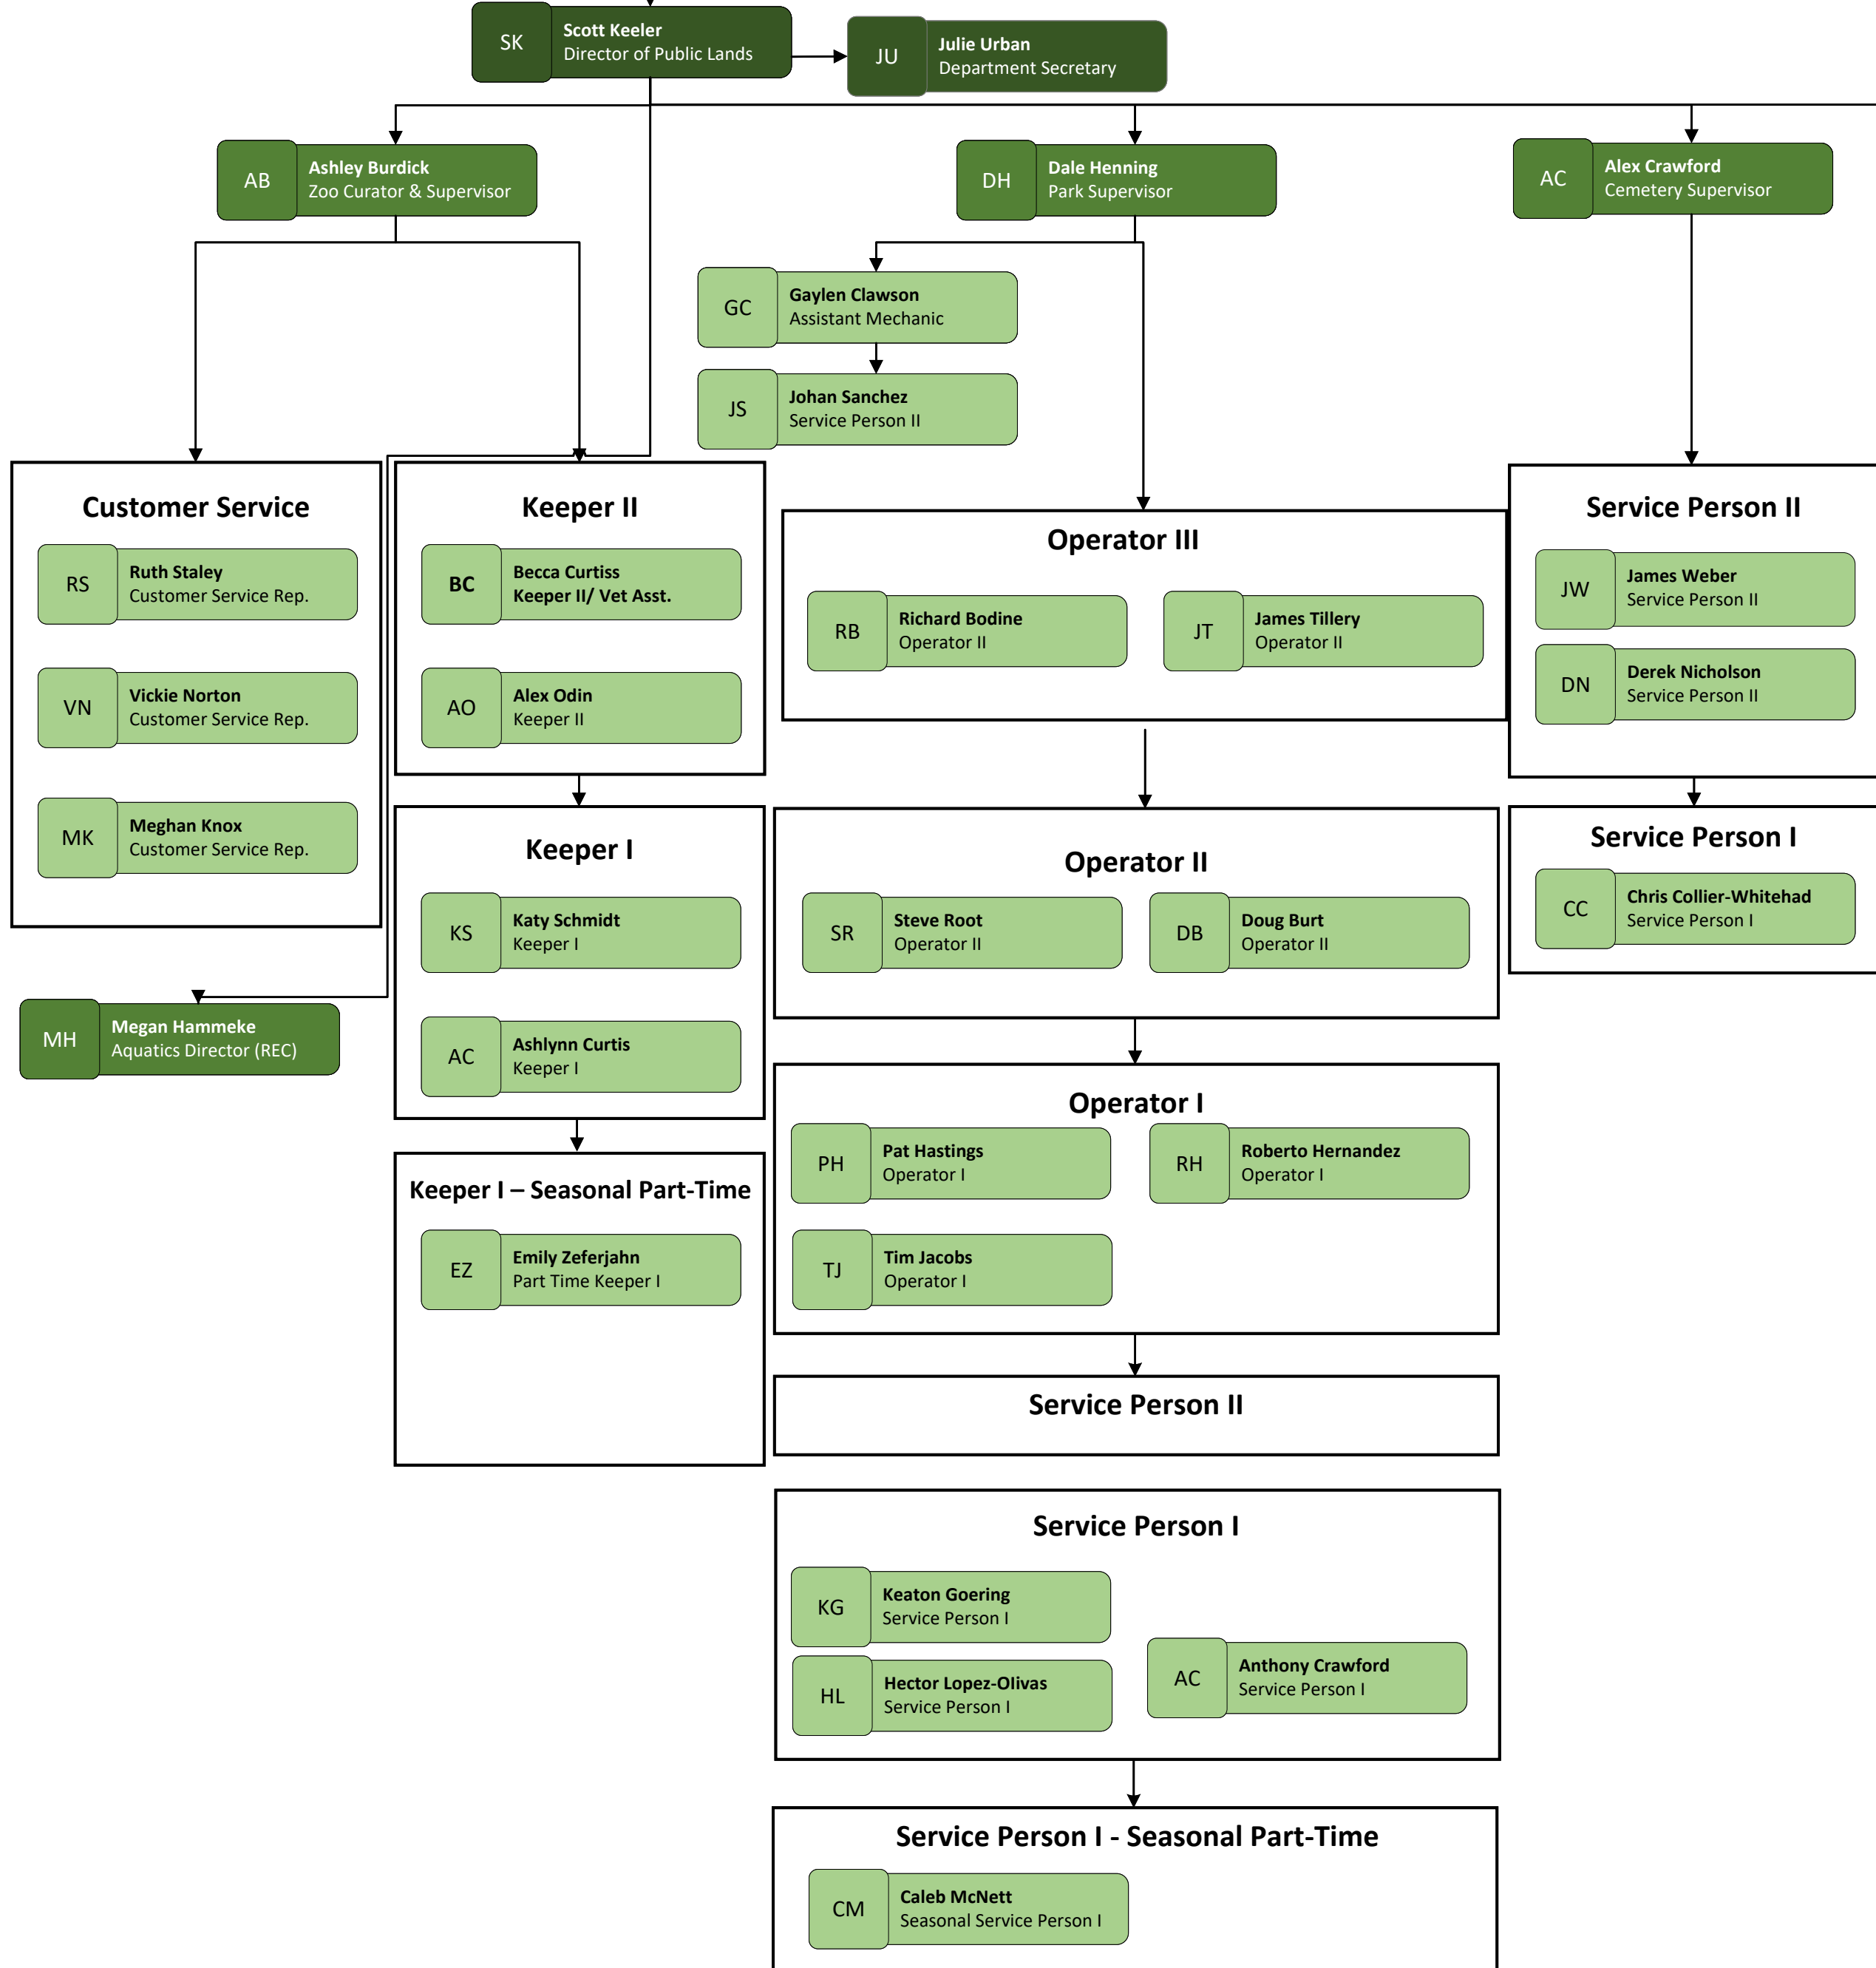 SK
Scott Keeler
Director of Public Lands
JU
Julie Urban
Department Secretary
AB
Ashley Burdick
Zoo Curator & Supervisor
DH
Dale Henning
Park Supervisor
AC
Alex Crawford
Cemetery Supervisor
GC
Gaylen Clawson
Assistant Mechanic
JS
Johan Sanchez
Service Person II
Customer Service
RS
Ruth Staley
Customer Service Rep.
VN
Vickie Norton
Customer Service Rep.
MK
Meghan Knox
Customer Service Rep.
MH
Megan Hammeke
Aquatics Director (REC)
Keeper II
BC
Becca Curtiss
Keeper II/ Vet Asst.
AO
Alex Odin
Keeper II
Keeper I
KS
Katy Schmidt
Keeper I
AC
Ashlynn Curtis
Keeper I
Keeper I – Seasonal Part-Time
EZ
Emily Zeferjahn
Part Time Keeper I
Operator III
RB
Richard Bodine
Operator II
JT
James Tillery
Operator II
Operator II
SR
Steve Root
Operator II
DB
Doug Burt
Operator II
Operator I
PH
Pat Hastings
Operator I
RH
Roberto Hernandez
Operator I
TJ
Tim Jacobs
Operator I
Service Person II
Service Person I
KG
Keaton Goering
Service Person I
HL
Hector Lopez-Olivas
Service Person I
AC
Anthony Crawford
Service Person I
Service Person I - Seasonal Part-Time
CM
Caleb McNett
Seasonal Service Person I
Service Person II
JW
James Weber
Service Person II
DN
Derek Nicholson
Service Person II
Service Person I
CC
Chris Collier-Whitehad
Service Person I